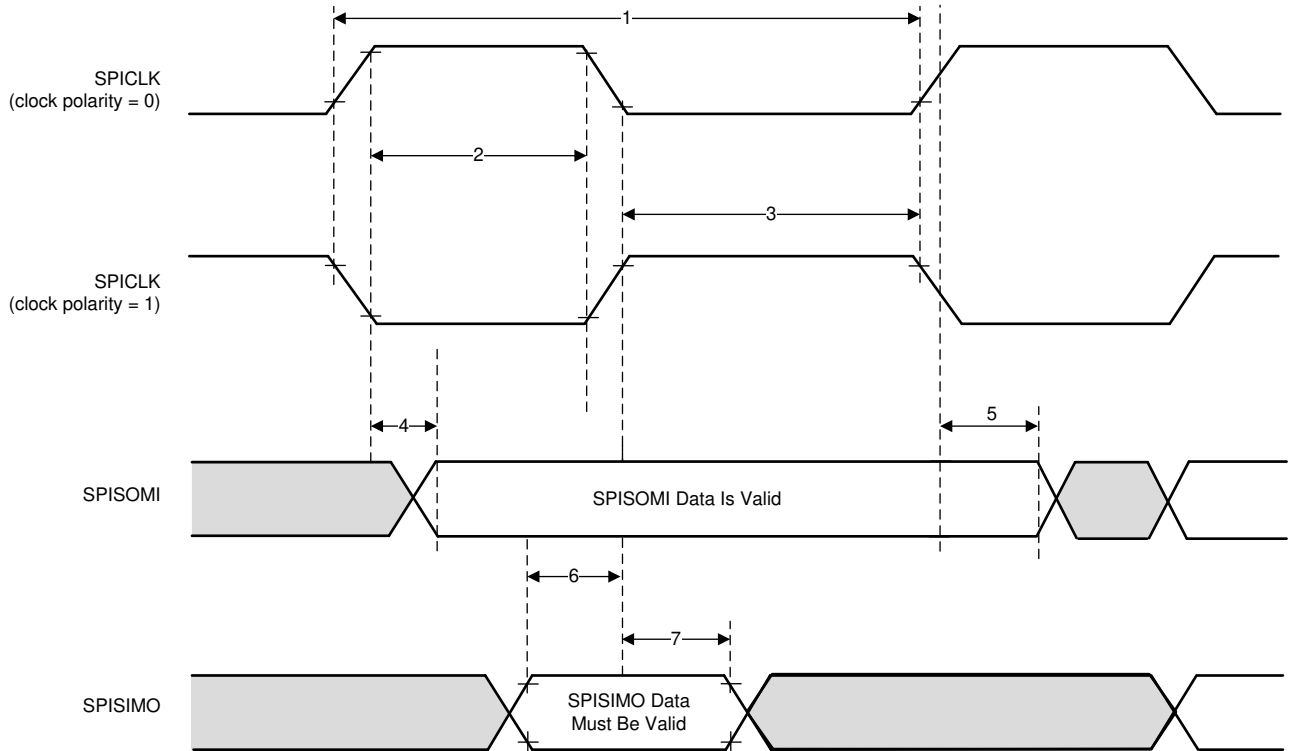 1
SPICLK
(clock polarity = 0)
2
3
SPICLK
(clock polarity = 1)
4
5
SPISOMI
SPISOMI Data Is Valid
6
7
SPISIMO
SPISIMO Data
Must Be Valid